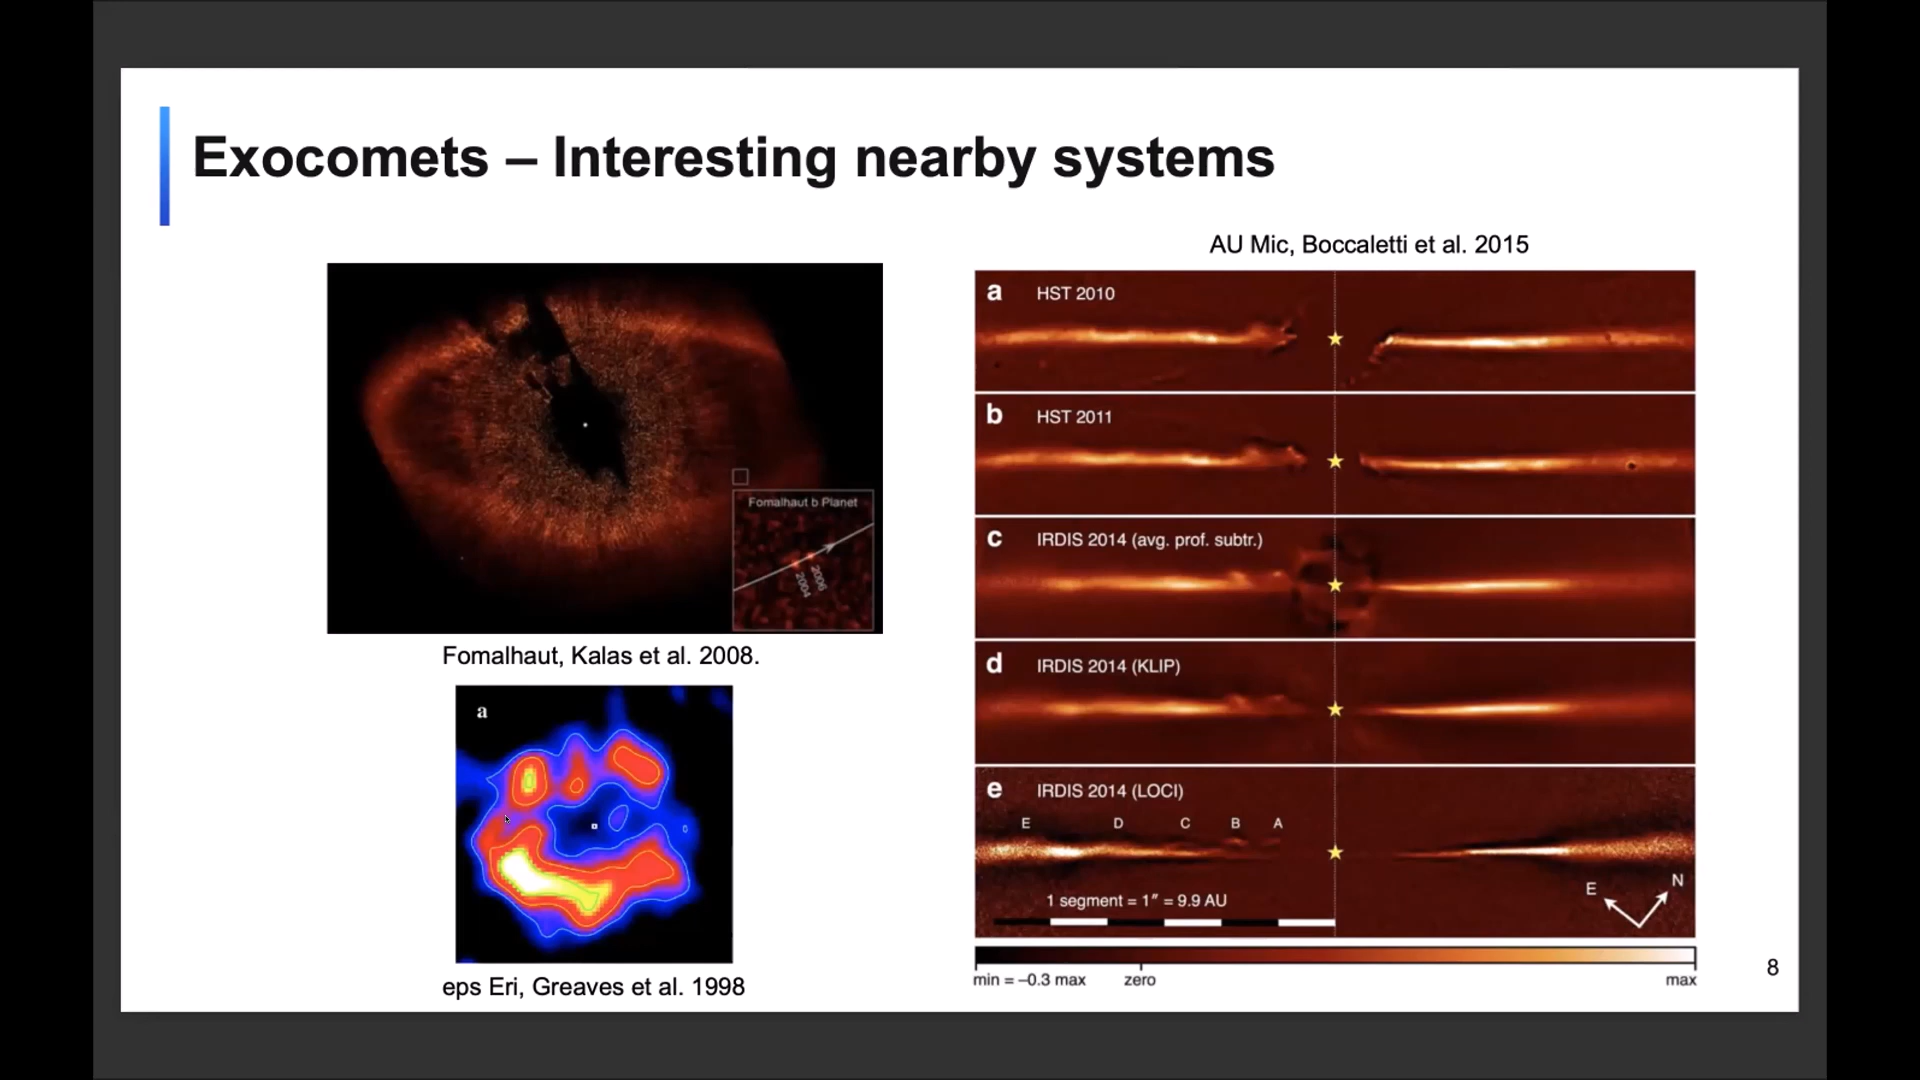 Exocomets – Interesting nearby systems
Fomalhaut b Planet
2006
2004
Fomalhaut, Kalas et al. 2008.
a
eps Eri, Greaves et al. 1998
AU Mic, Boccaletti et al. 2015
a HST 2010
b HST 2011
c IRDIS 2014 (avg. prof. subtr.)
d IRDIS 2014 (KLIP)
e IRDIS 2014 (LOCI)
E D C B A
1 segment = 1″ = 9.9 AU
E N
min = –0.3 max zero max
8